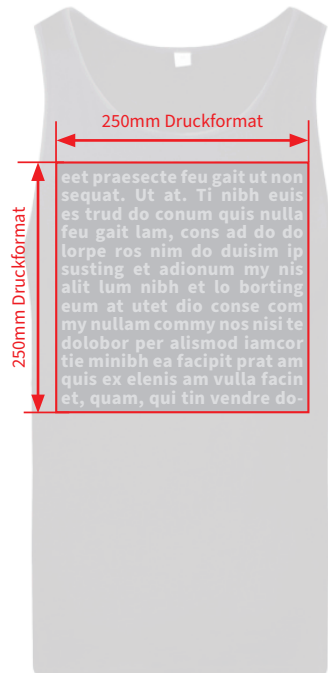 250mm Druckformat
250mm Druckformat
eet praesecte feu gait ut non
sequat. Ut at. Ti nibh euis
es trud do conum quis nulla
feu gait lam, cons ad do do
lorpe ros nim do duisim ip
susting et adionum my nis
alit lum nibh et lo borting
eum at utet dio conse com
my nullam commy nos nisi te
dolobor per alismod iamcor
tie minibh ea facipit prat am
quis ex elenis am vulla facin
et, quam, qui tin vendre do-